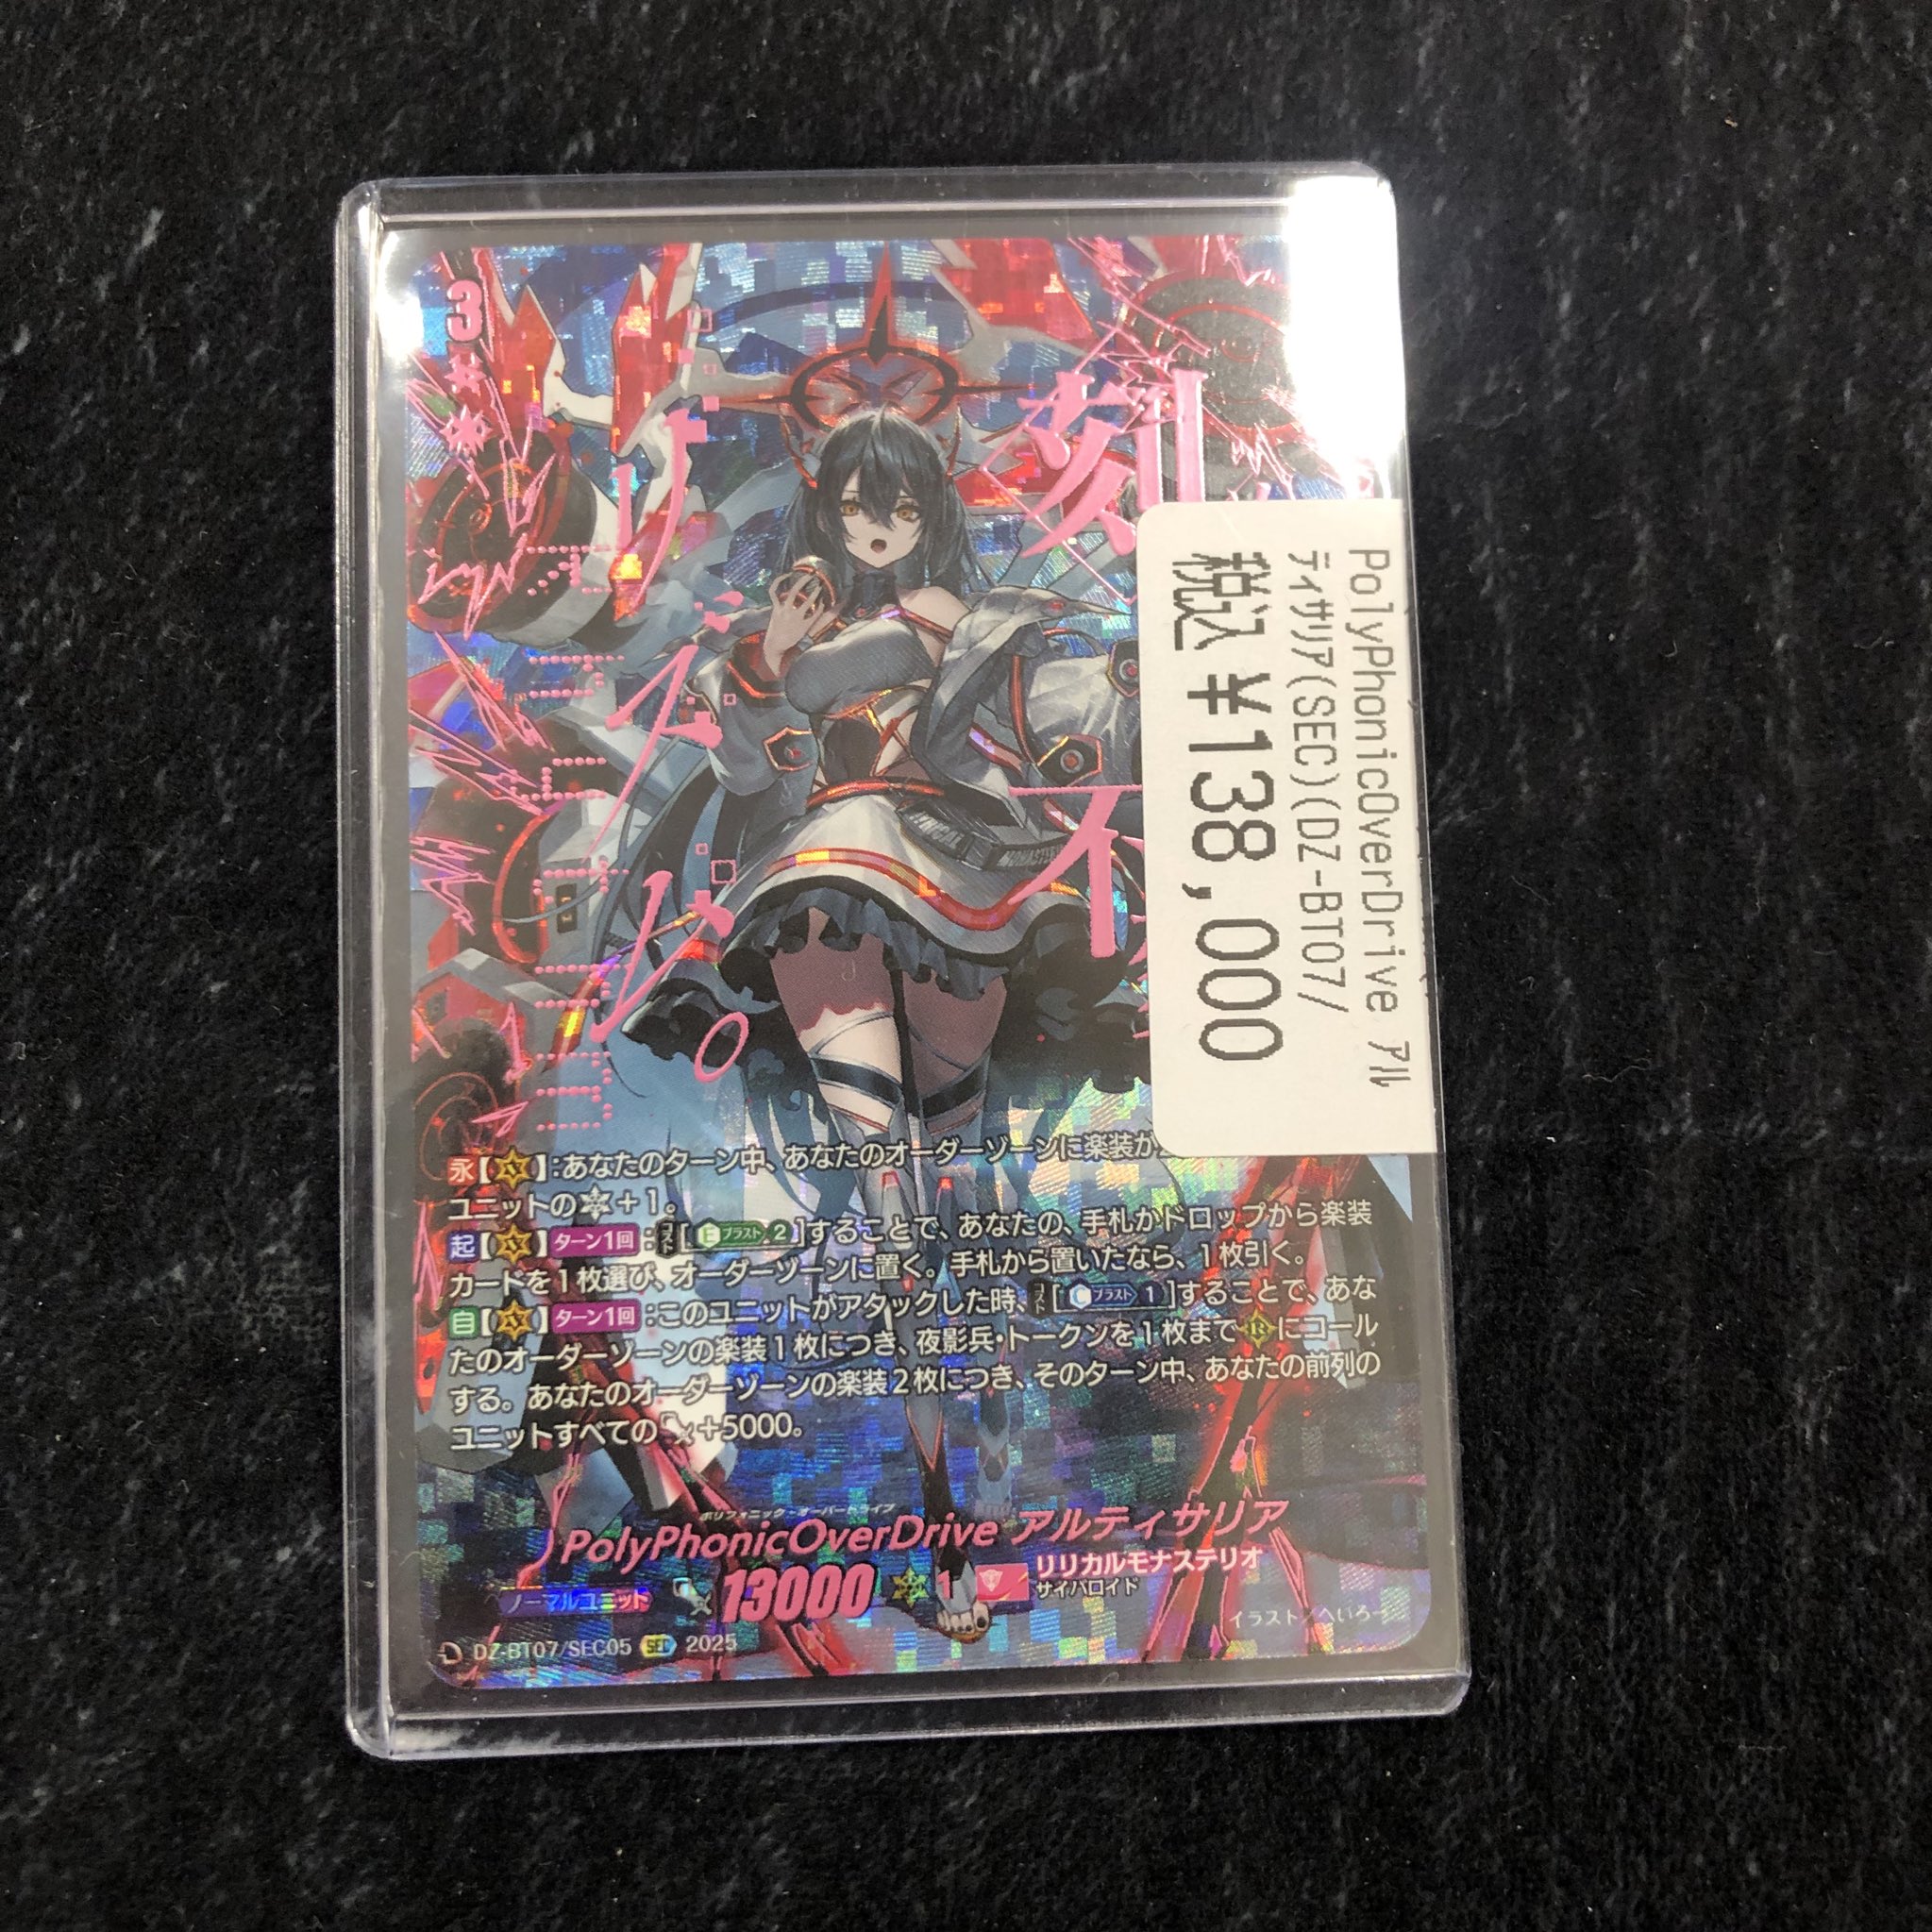 3
刻
不
リズムレ。
PolyPhonicOverDrive アル
ティサリア(SEC)(DZ-BT07/
税込 ¥138,000
永【】:あなたのターン中、あなたのオーダーゾーンに楽装が
ユニットの+1。
起【】ターン1回:コスト[Eブラスト2]することで、あなたの、手札かドロップから楽装
カードを1枚選び、オーダーゾーンに置く。手札から置いたなら、1枚引く。
自【】ターン1回:このユニットがアタックした時、コスト[Cブラスト1]することで、あな
たのオーダーゾーンの楽装1枚につき、夜影兵・トークンを1枚までRにコール
する。あなたのオーダーゾーンの楽装2枚につき、そのターン中、あなたの前列の
ユニットすべての+5000。
ポリフォニック・オーバードライブ
PolyPhonicOverDrive アルティサリア
ノーマルユニット 13000 1 リリカルモナステリオ
サイバロイド
イラスト/へいろー
D DZ-BT07/SEC05 SEC 2025